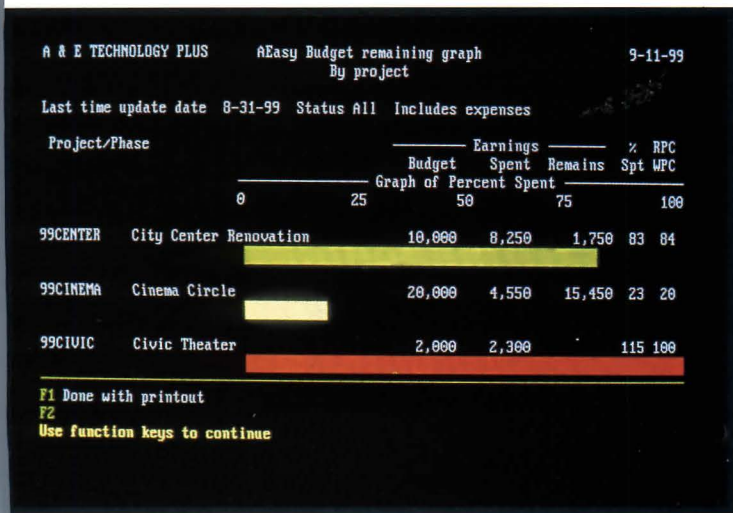 A & E TECHNOLOGY PLUS AEasy Budget remaining graph 9-11-99
By project
Last time update date 8-31-99 Status All Includes expenses
Project/Phase Earnings % RPC
Budget Spent Remains Spt WPC
Graph of Percent Spent
0 25 50 75 100
99CENTER City Center Renovation 10,000 8,250 1,750 83 84
99CINEMA Cinema Circle 20,000 4,550 15,450 23 20
99CIVIC Civic Theater 2,000 2,300 115 100
F1 Done with printout
F2
Use function keys to continue